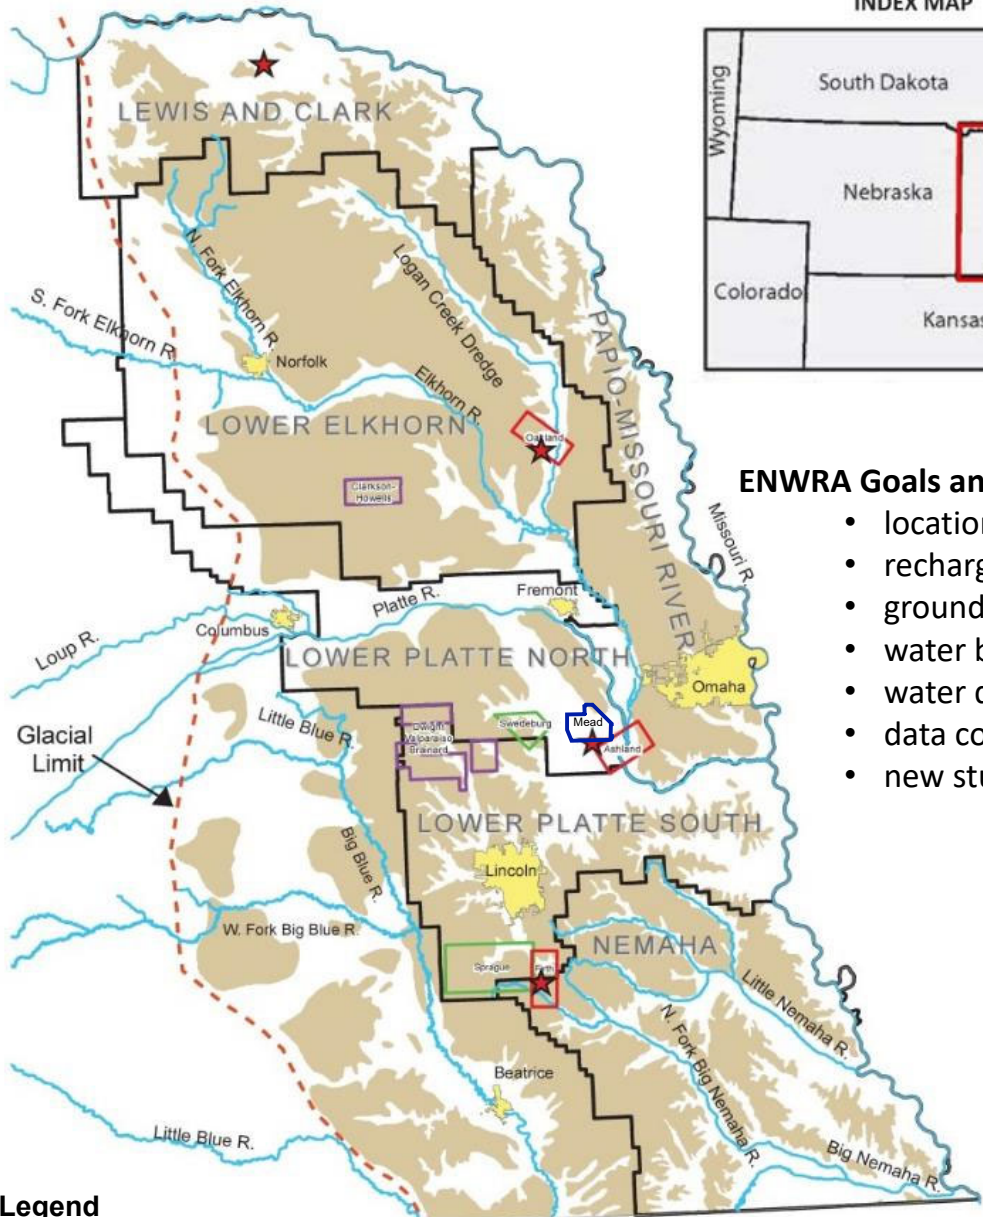 INDEX MAP
Wyoming
South Dakota
Nebraska
Colorado
Kansas
LEWIS AND CLARK
N. Fork Elkhorn R.
Logan Creek Dredge
S. Fork Elkhorn R.
Norfolk
Elkhorn R.
PAPIO-MISSOURI RIVER
LOWER ELKHORN
Oakland
Clarkson-
Howells
Missouri R.
ENWRA Goals an
• location
• recharg
• ground
• water b
• water
• data co
• new stu
Fremont
Platte R.
Columbus
Loup R.
LOWER PLATTE NORTH
Omaha
Glacial
Limit
Little Blue R.
Dwight
Valparaiso
Brainard
Swedeburg
Mead
Ashland
LOWER PLATTE SOUTH
Big Blue R.
Lincoln
W. Fork Big Blue R.
NEMAHA
Sprague
Firth
Little Nemaha R.
N. Fork Big Nemaha R.
Beatrice
Little Blue R.
Big Nemaha R.
Legend